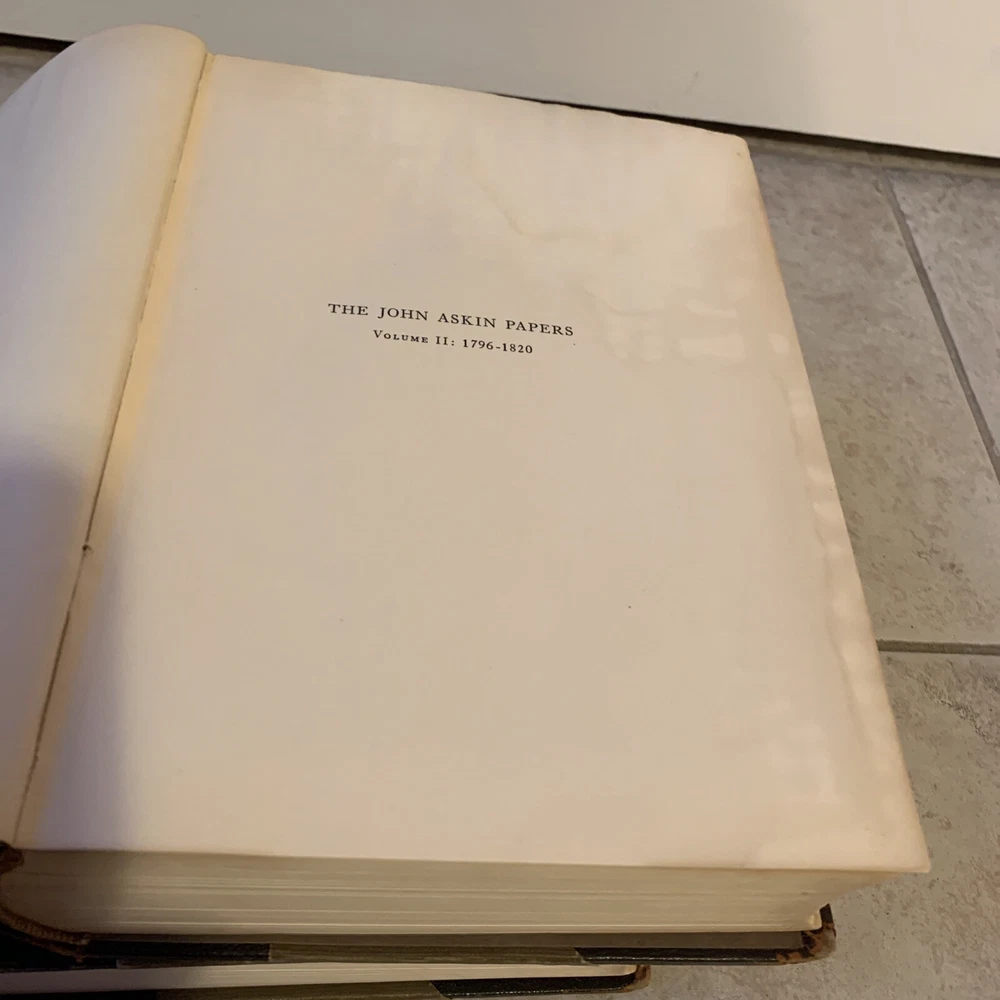 THE JOHN ASKIN PAPERS
VOLUME II: 1796-1820